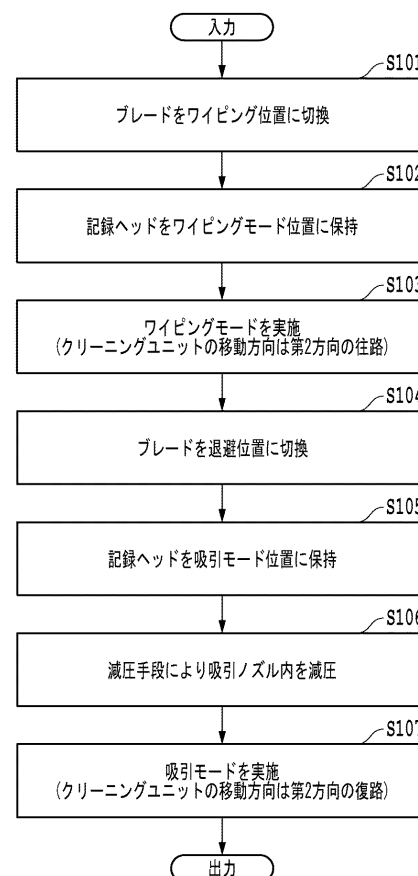 入力
S101
ブレードをワイピング位置に切換
S102
記録ヘッドをワイピングモード位置に保持
S103
ワイピングモードを実施
(クリーニングユニットの移動方向は第2方向の往路)
S104
ブレードを退避位置に切換
S105
記録ヘッドを吸引モード位置に保持
S106
減圧手段により吸引ノズル内を減圧
S107
吸引モードを実施
(クリーニングユニットの移動方向は第2方向の復路)
出力